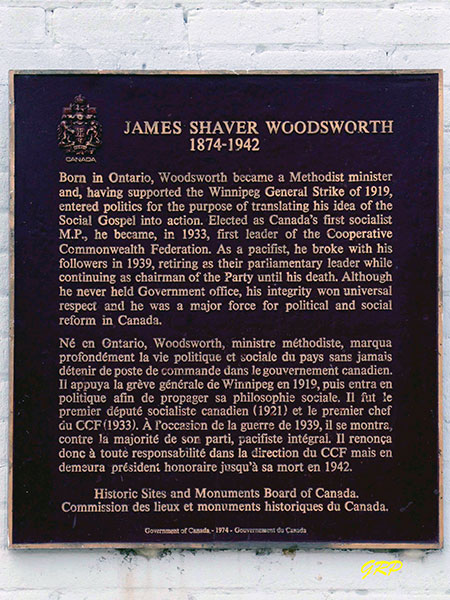 CANADA
JAMES SHAVER WOODSWORTH
1874-1942
Born in Ontario, Woodsworth became a Methodist minister
and, having supported the Winnipeg General Strike of 1919,
entered politics for the purpose of translating his idea of the
Social Gospel into action. Elected as Canada's first socialist
M.P., he became, in 1933, first leader of the Cooperative
Commonwealth Federation. As a pacifist, he broke with his
followers in 1939, retiring as their parliamentary leader while
continuing as chairman of the Party until his death. Although
he never held Government office, his integrity won universal
respect and he was a major force for political and social
reform in Canada.
Né en Ontario, Woodsworth, ministre méthodiste, marqua
profondément la vie politique et sociale du pays sans jamais
détenir de poste de commande dans le gouvernement canadien.
Il appuya la grève générale de Winnipeg en 1919, puis entra en
politique afin de propager sa philosophie sociale. Il fut le
premier député socialiste canadien (1921) et le premier chef
du CCF (1933). À l'occasion de la guerre de 1939, il se montra,
contre la majorité de son parti, pacifiste intégral. Il renonça
donc à toute responsabilité dans la direction du CCF mais en
demeura président honoraire jusqu'à sa mort en 1942.
Historic Sites and Monuments Board of Canada.
Commission des lieux et monuments historiques du Canada.
Government of Canada - 1974 - Gouvernement du Canada
GRP